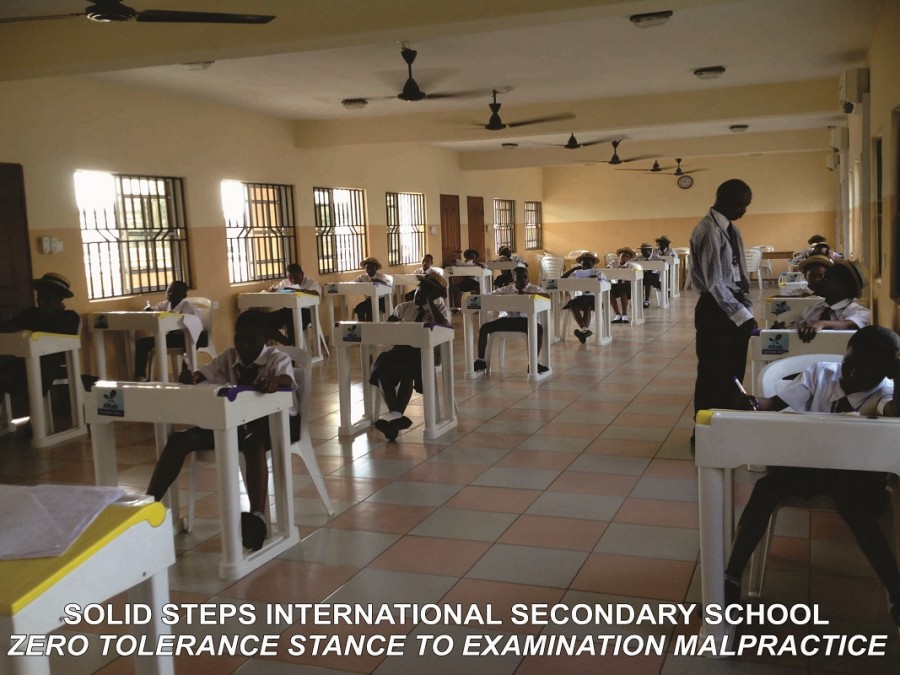 SOLID STEPS INTERNATIONAL SECONDARY SCHOOL
ZERO TOLERANCE STANCE TO EXAMINATION MALPRACTICE